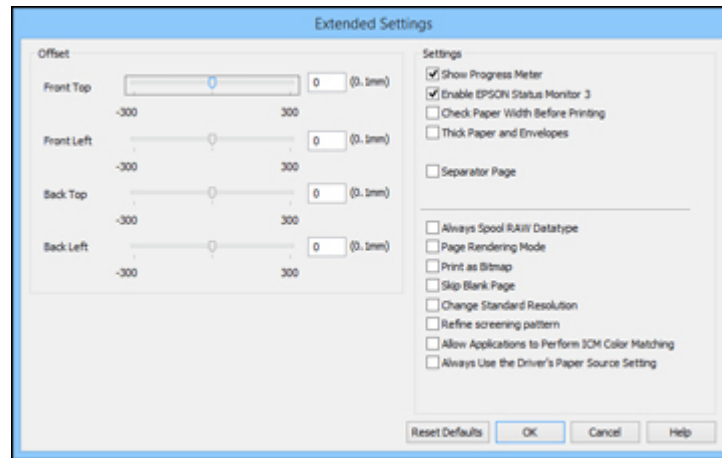 Extended Settings
Offset
Front Top
0 (0.1mm)
-300 300
Front Left
0 (0.1mm)
-300 300
Back Top
0 (0.1mm)
-300 300
Back Left
0 (0.1mm)
-300 300
Settings
Show Progress Meter
Enable EPSON Status Monitor 3
Check Paper Width Before Printing
Thick Paper and Envelopes
Separator Page
Always Spool RAW Datatype
Page Rendering Mode
Print as Bitmap
Skip Blank Page
Change Standard Resolution
Refine screening pattern
Allow Applications to Perform ICM Color Matching
Always Use the Driver's Paper Source Setting
Reset Defaults OK Cancel Help